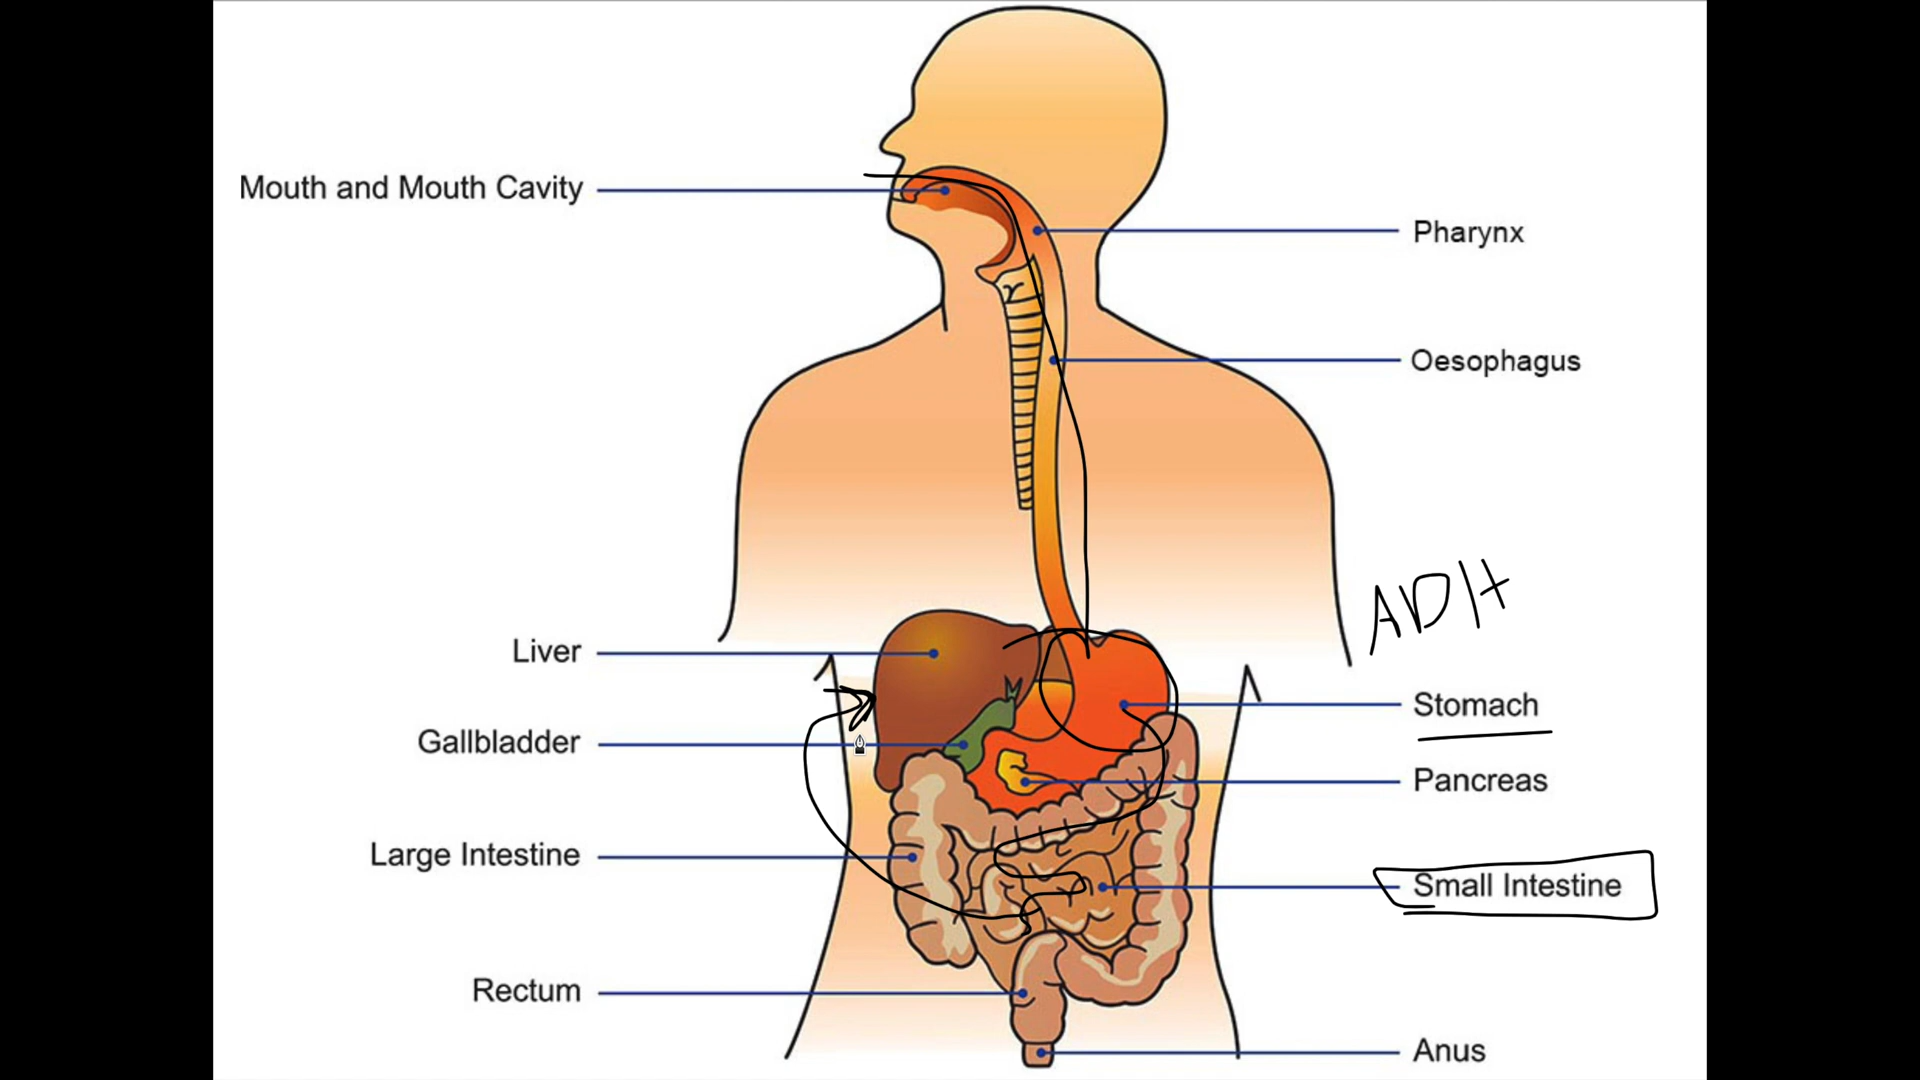 Mouth and Mouth Cavity
Pharynx
Oesophagus
ADH
Liver
Stomach
Gallbladder
Pancreas
Large Intestine
Small Intestine
Rectum
Anus